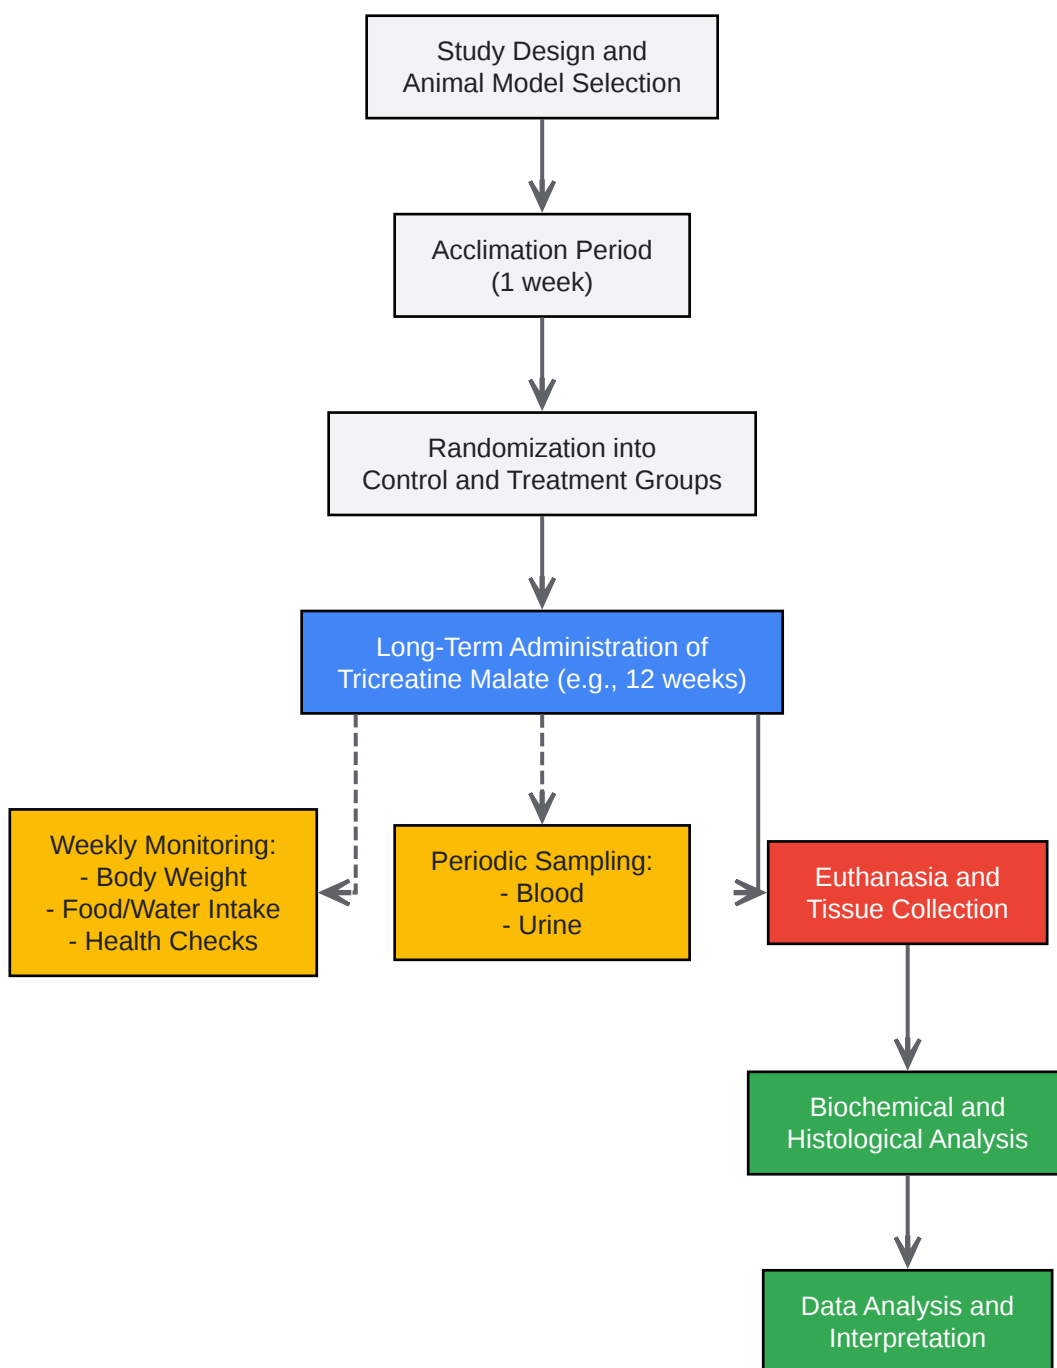 Study Design and
Animal Model Selection
Acclimation Period
(1 week)
Randomization into
Control and Treatment Groups
Long-Term Administration of
Tricreatine Malate (e.g., 12 weeks)
Weekly Monitoring:
- Body Weight
- Food/Water Intake
- Health Checks
Periodic Sampling:
- Blood
- Urine
Euthanasia and
Tissue Collection
Biochemical and
Histological Analysis
Data Analysis and
Interpretation